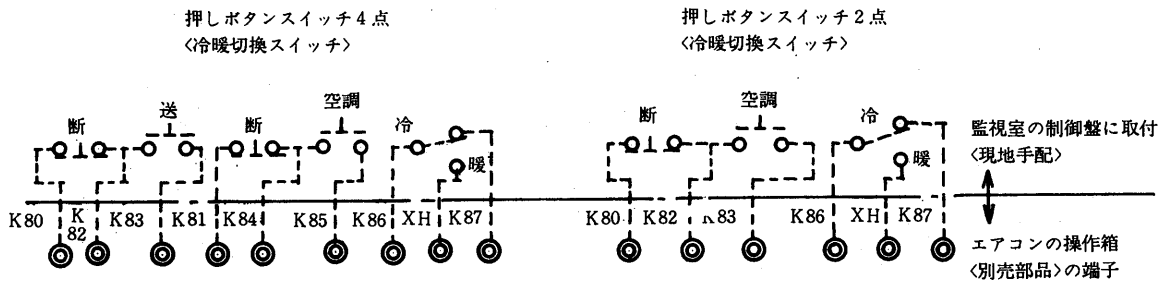 押しボタンスイッチ4点
〈冷暖切換スイッチ〉
断
送
断
空調
冷
暖
K80
K
82
K83
K81
K84
K85
K86
XH
K87
押しボタンスイッチ2点
〈冷暖切換スイッチ〉
断
空調
冷
暖
K80
K82
83
K86
XH
K87
監視室の制御盤に取付
〈現地手配〉
エアコンの操作箱
〈別売部品〉の端子